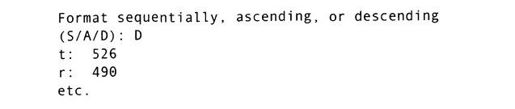 Format sequentially, ascending, or descending
(S/A/D): D
t:  526
r:  490
etc.